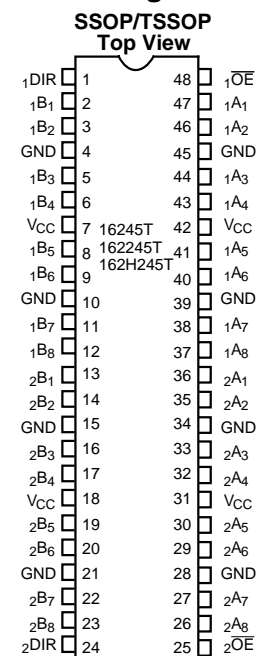 SSOP/TSSOP
Top View
1DIR 1 48 1OE
1B1 2 47 1A1
1B2 3 46 1A2
GND 4 45 GND
1B3 5 44 1A3
1B4 6 43 1A4
VCC 7 16245T 42 VCC
1B5 8 162245T 41 1A5
1B6 9 162H245T 40 1A6
GND 10 39 GND
1B7 11 38 1A7
1B8 12 37 1A8
2B1 13 36 2A1
2B2 14 35 2A2
GND 15 34 GND
2B3 16 33 2A3
2B4 17 32 2A4
VCC 18 31 VCC
2B5 19 30 2A5
2B6 20 29 2A6
GND 21 28 GND
2B7 22 27 2A7
2B8 23 26 2A8
2DIR 24 25 2OE